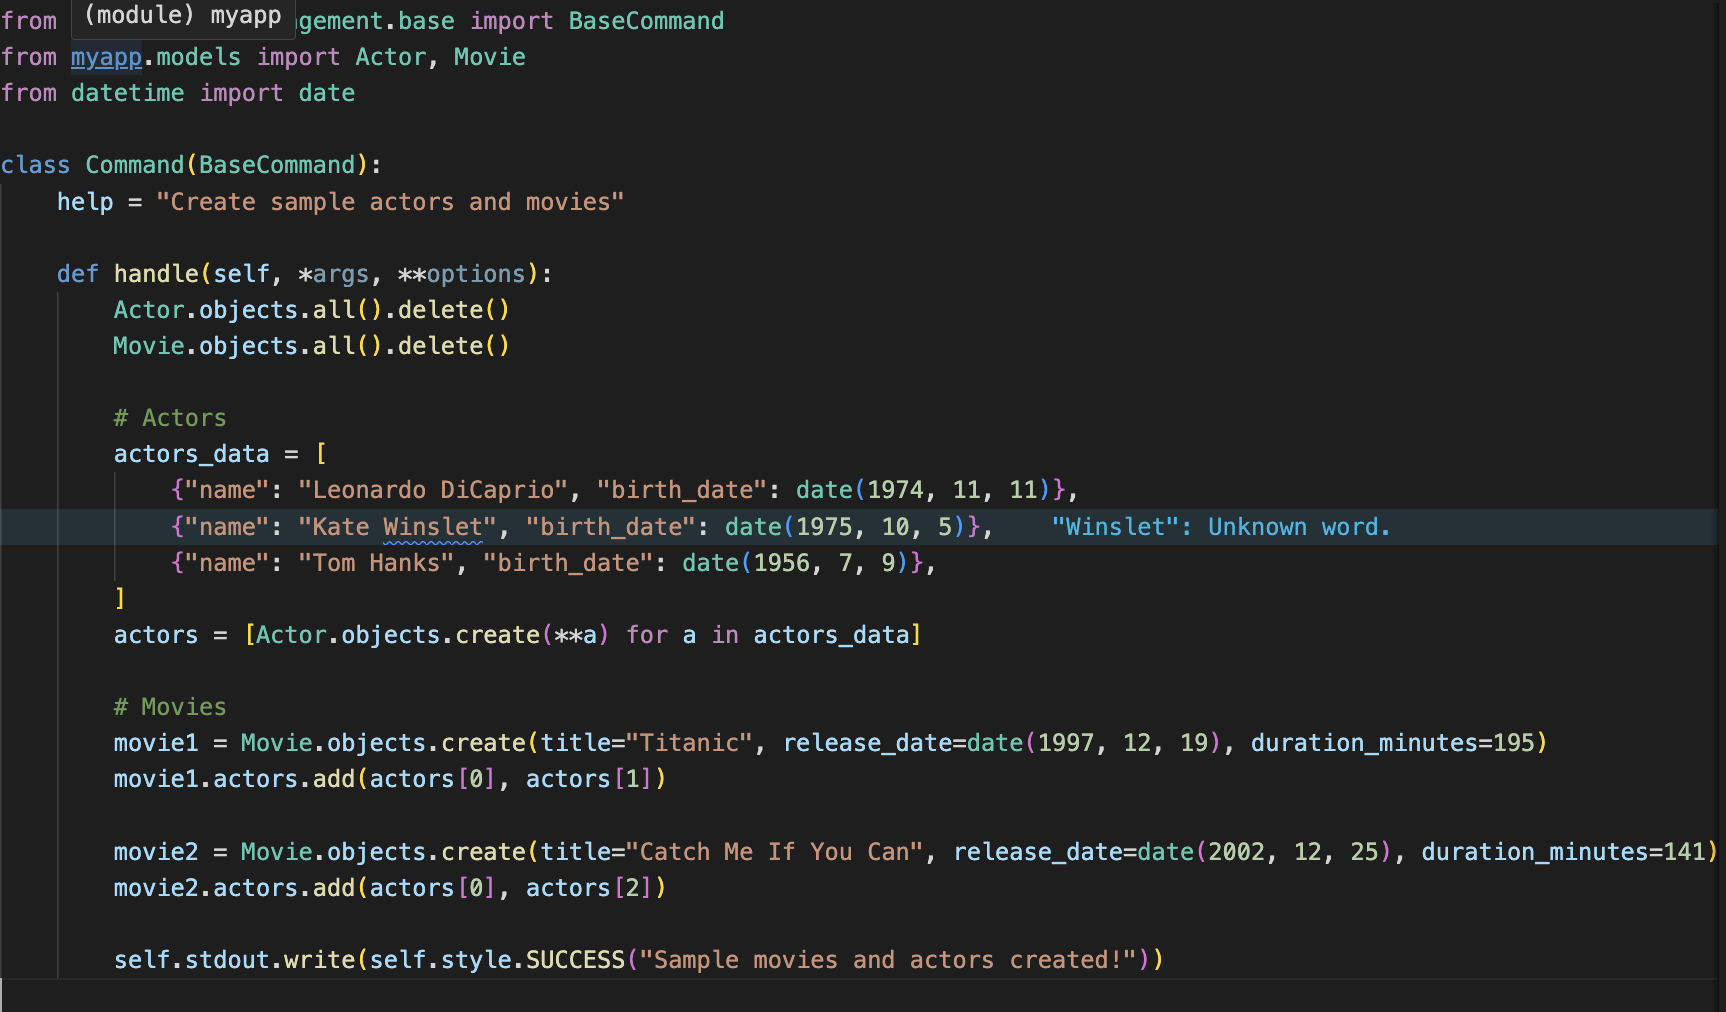 (module) myapp
from gement.base import BaseCommand
from myapp.models import Actor, Movie
from datetime import date

class Command(BaseCommand):
    help = "Create sample actors and movies"

    def handle(self, *args, **options):
        Actor.objects.all().delete()
        Movie.objects.all().delete()

        # Actors
        actors_data = [
            {"name": "Leonardo DiCaprio", "birth_date": date(1974, 11, 11)},
            {"name": "Kate Winslet", "birth_date": date(1975, 10, 5)},    "Winslet": Unknown word.
            {"name": "Tom Hanks", "birth_date": date(1956, 7, 9)},
        ]
        actors = [Actor.objects.create(**a) for a in actors_data]

        # Movies
        movie1 = Movie.objects.create(title="Titanic", release_date=date(1997, 12, 19), duration_minutes=195)
        movie1.actors.add(actors[0], actors[1])

        movie2 = Movie.objects.create(title="Catch Me If You Can", release_date=date(2002, 12, 25), duration_minutes=141)
        movie2.actors.add(actors[0], actors[2])

        self.stdout.write(self.style.SUCCESS("Sample movies and actors created!"))